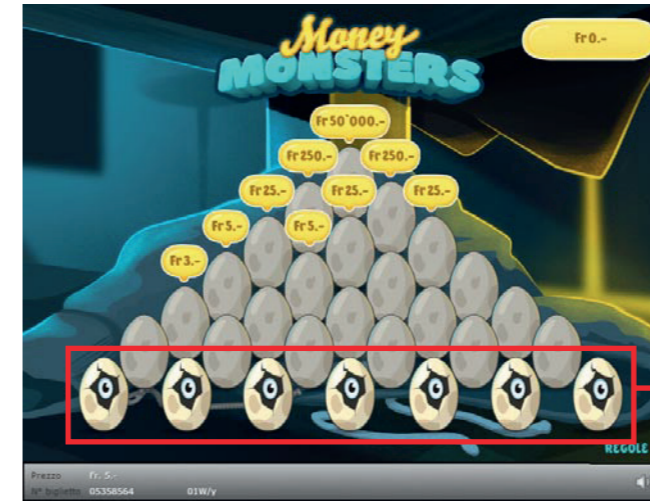 Money
MONSTERS
Fr 0.-
Fr 50'000.-
Fr 250.- Fr 250.-
Fr 25.- Fr 25.- Fr 25.-
Fr 5.- Fr 5.-
Fr 3.-
REGOLE
Prezzo fr. 5.-
N° biglietto 05358564 01W/y